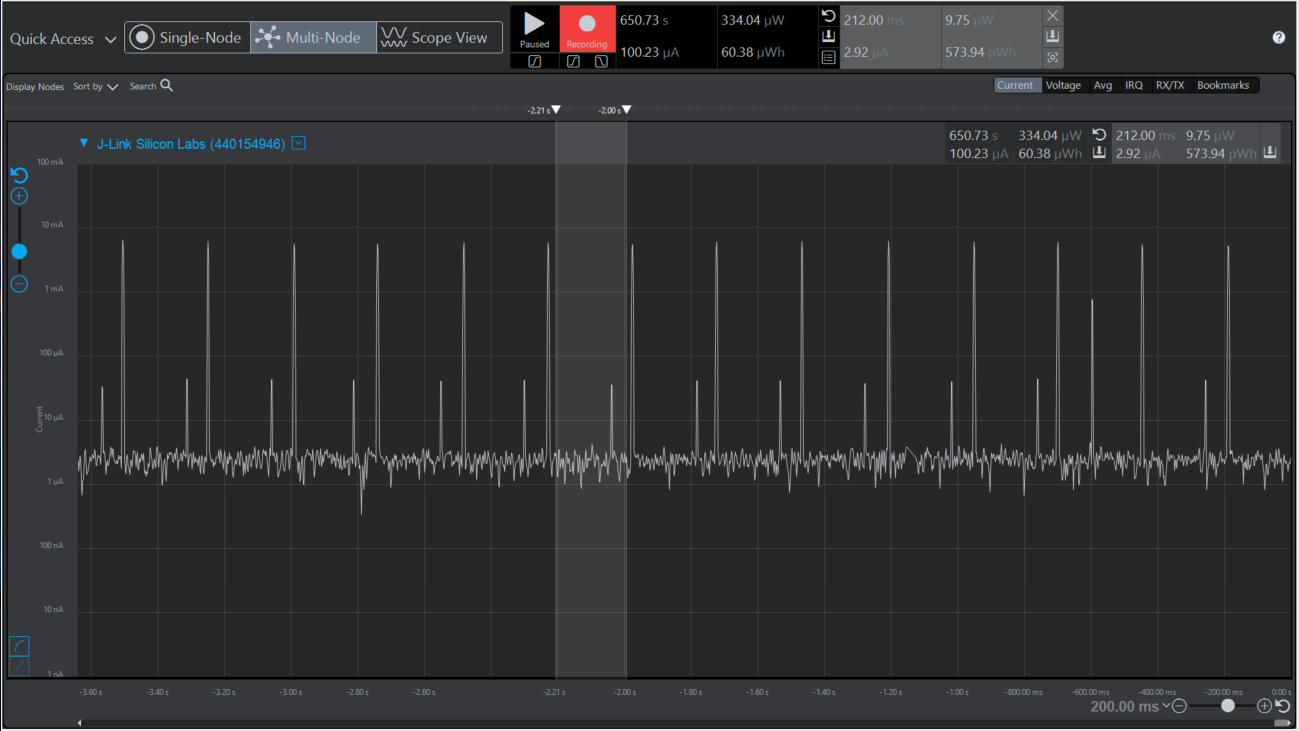 Quick Access
Single-Node
Multi-Node
Scope View
Paused
Recording
650.73 s
334.04 µW
100.23 µA
60.38 µWh
212.00 ms
9.75 µW
2.92 µA
573.94 pWh
Display Nodes
Sort by
Search
Current
Voltage
Avg
IRQ
RX/TX
Bookmarks
-2.21 s
-2.00 s
J-Link Silicon Labs (440154946)
650.73 s 334.04 µW
100.23 µA 60.38 µWh
212.00 ms 9.75 µW
2.92 µA 573.94 pWh
100 mA
10 mA
1 mA
100 µA
10 µA
1 µA
100 nA
10 nA
1 nA
Current
-3.60 s
-3.40 s
-3.20 s
-3.00 s
-2.80 s
-2.60 s
-2.21 s
-2.00 s
-1.80 s
-1.60 s
-1.40 s
-1.20 s
-1.00 s
-800.00 ms
-600.00 ms
-400.00 ms
-200.00 ms
0.00 s
200.00 ms